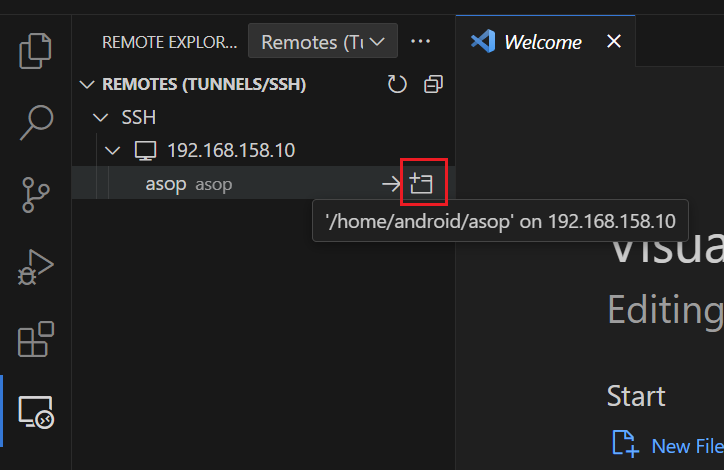 REMOTE EXPLOR... Remotes (Tu
Welcome
REMOTES (TUNNELS/SSH)
SSH
192.168.158.10
asop asop
'/home/android/asop' on 192.168.158.10
Visua
Editing
Start
New File